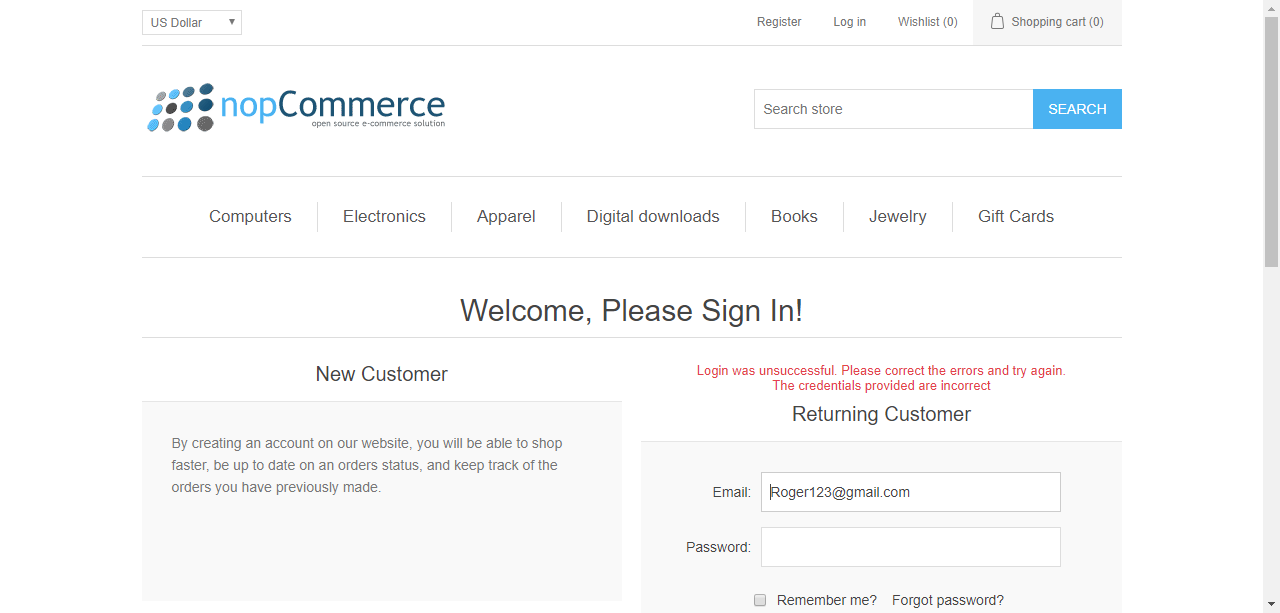 US Dollar
Register
Log in
Wishlist (0)
Shopping cart (0)
nopCommerce
open source e-commerce solution
Search store
SEARCH
Computers
Electronics
Apparel
Digital downloads
Books
Jewelry
Gift Cards
Welcome, Please Sign In!
New Customer
By creating an account on our website, you will be able to shop
faster, be up to date on an orders status, and keep track of the
orders you have previously made.
Login was unsuccessful. Please correct the errors and try again.
The credentials provided are incorrect
Returning Customer
Email:
Roger123@gmail.com
Password:
Remember me?
Forgot password?